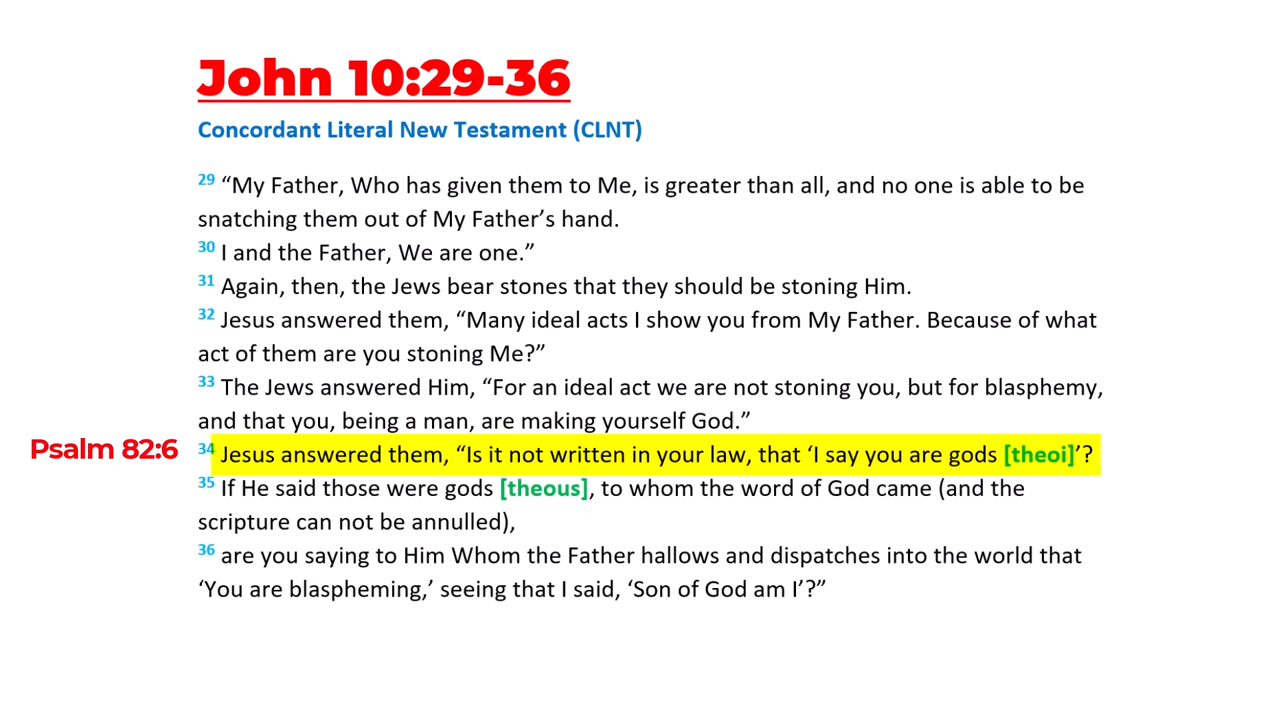 John 10:29-36
Concordant Literal New Testament (CLNT)
29 “My Father, Who has given them to Me, is greater than all, and no one is able to be
snatching them out of My Father’s hand.
30 I and the Father, We are one.”
31 Again, then, the Jews bear stones that they should be stoning Him.
32 Jesus answered them, “Many ideal acts I show you from My Father. Because of what
act of them are you stoning Me?”
33 The Jews answered Him, “For an ideal act we are not stoning you, but for blasphemy,
and that you, being a man, are making yourself God.”
Psalm 82:6
34 Jesus answered them, “Is it not written in your law, that ‘I say you are gods [theoi]’?
35 If He said those were gods [theous], to whom the word of God came (and the
scripture can not be annulled),
36 are you saying to Him Whom the Father hallows and dispatches into the world that
‘You are blaspheming,’ seeing that I said, ‘Son of God am I’?”